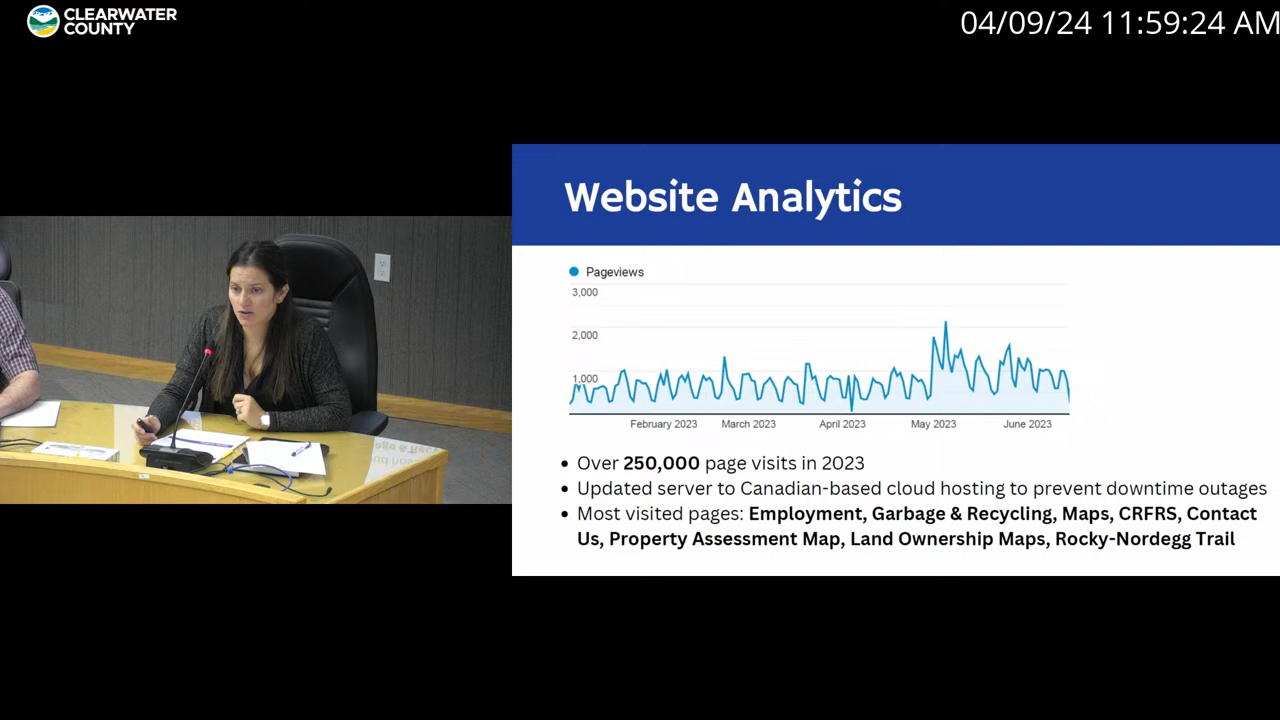 CLEARWATER
COUNTY
04/09/24 11:59:24 AM
Website Analytics
Pageviews
3,000
2,000
1,000
February 2023
March 2023
April 2023
May 2023
June 2023
• Over 250,000 page visits in 2023
• Updated server to Canadian-based cloud hosting to prevent downtime outages
• Most visited pages: Employment, Garbage & Recycling, Maps, CRFRS, Contact
Us, Property Assessment Map, Land Ownership Maps, Rocky-Nordegg Trail